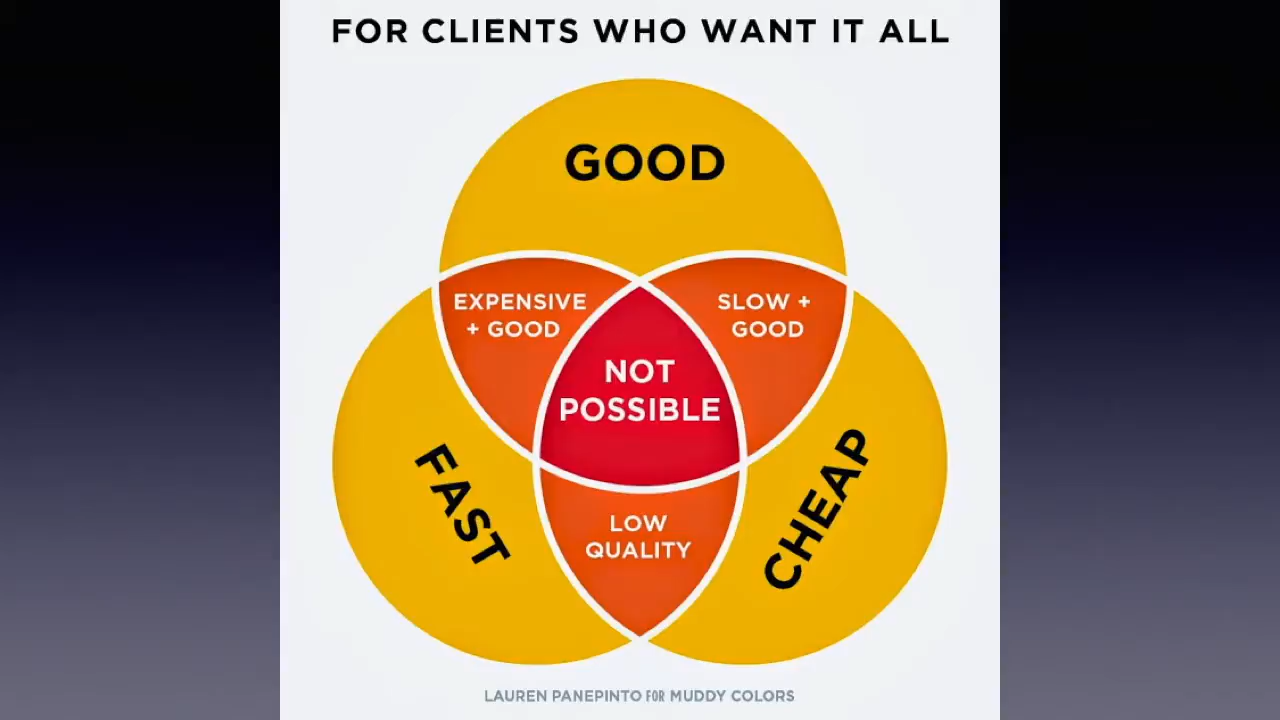 FOR CLIENTS WHO WANT IT ALL
GOOD
EXPENSIVE
+ GOOD
SLOW +
GOOD
NOT
POSSIBLE
FAST
CHEAP
LOW
QUALITY
LAUREN PANEPINTO FOR MUDDY COLORS